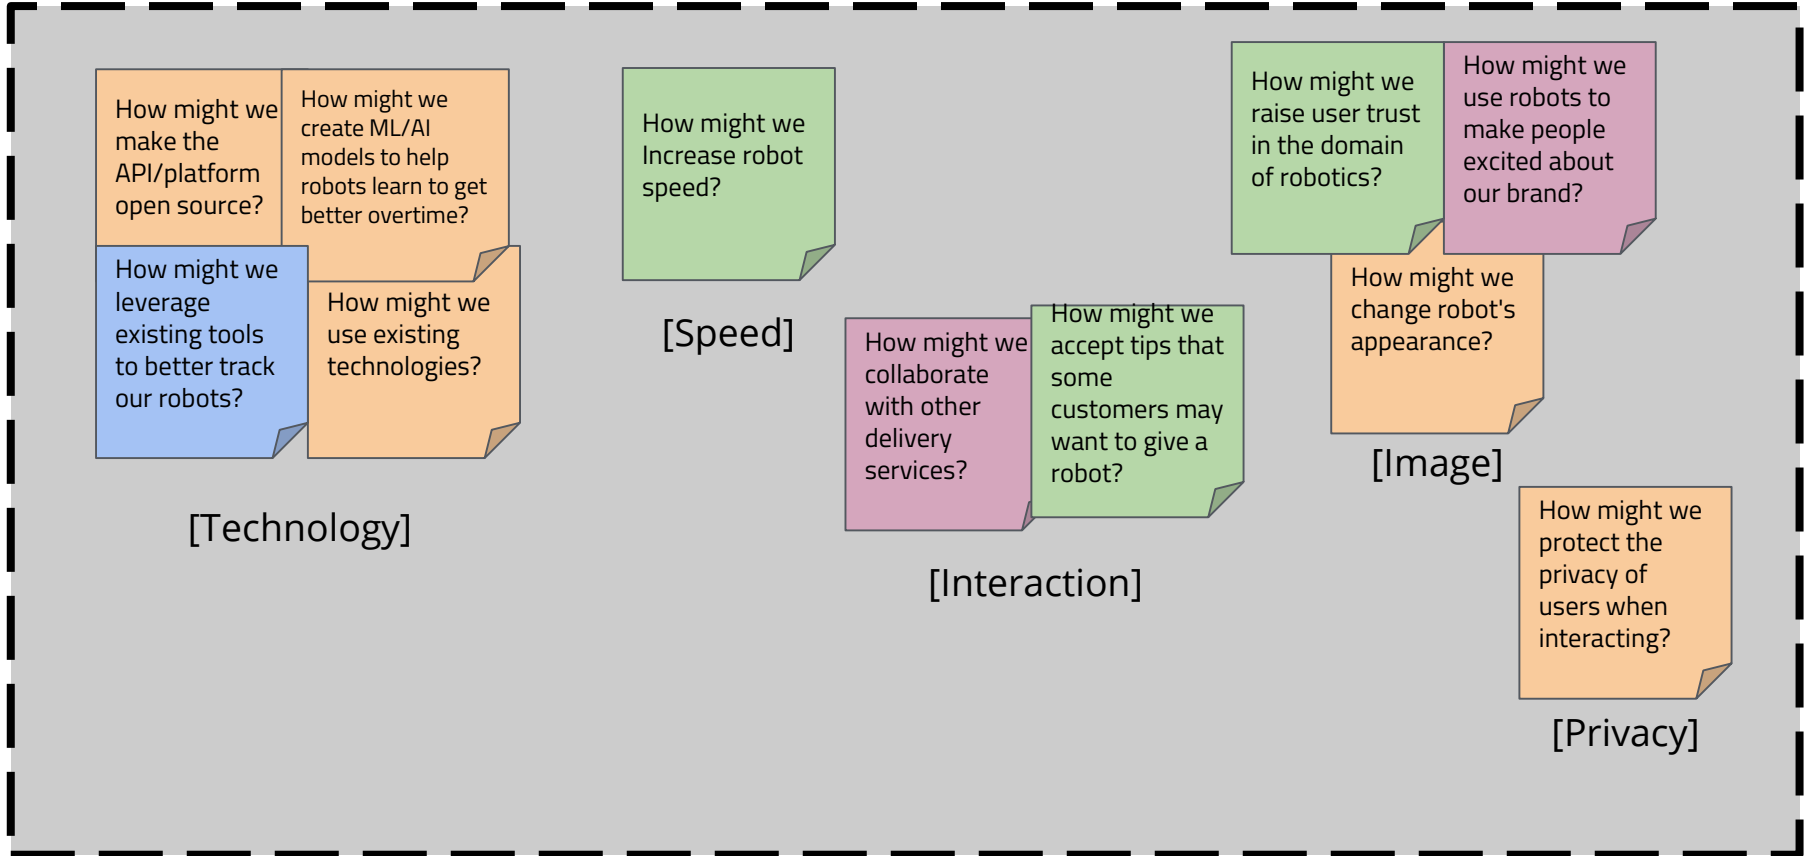 How might we
make the
API/platform
open source?
How might we
create ML/AI
models to help
robots learn to get
better overtime?
How might we
leverage
existing tools
to better track
our robots?
How might we
use existing
technologies?
[Technology]
How might we
Increase robot
speed?
[Speed]
How might we
collaborate
with other
delivery
services?
How might we
accept tips that
some
customers may
want to give a
robot?
[Interaction]
How might we
raise user trust
in the domain
of robotics?
How might we
use robots to
make people
excited about
our brand?
How might we
change robot's
appearance?
[Image]
How might we
protect the
privacy of
users when
interacting?
[Privacy]